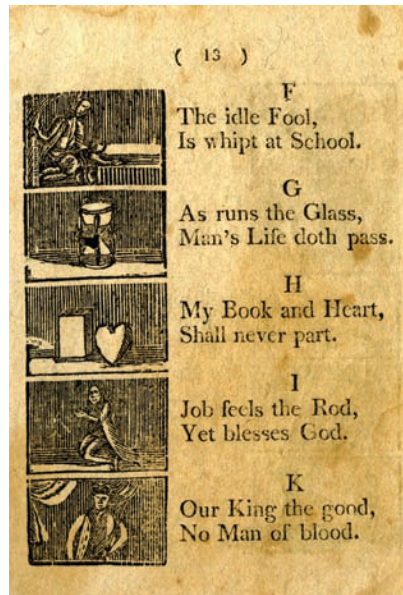 ( 13 )
F
The idle Fool,
Is whipt at School.
G
As runs the Glass,
Man's Life doth pass.
H
My Book and Heart,
Shall never part.
I
Job feels the Rod,
Yet blesses God.
K
Our King the good,
No Man of blood.